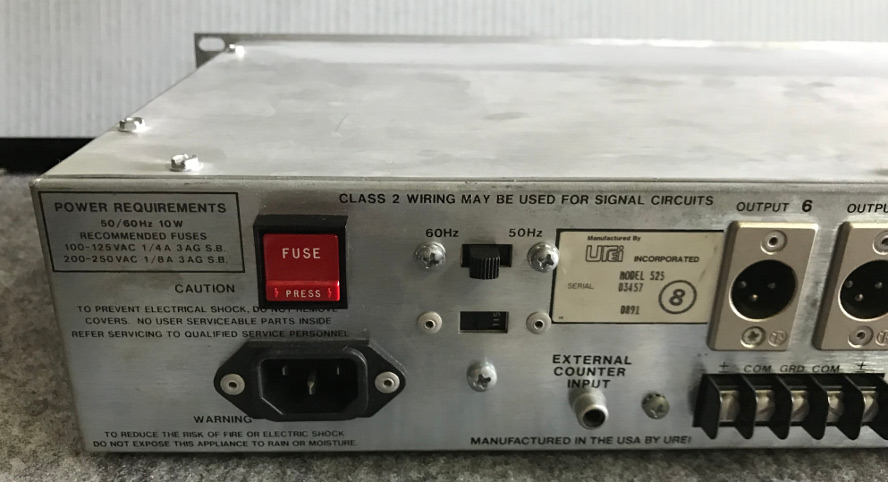 CLASS 2 WIRING MAY BE USED FOR SIGNAL CIRCUITS
POWER REQUIREMENTS
50/60Hz 10W
RECOMMENDED FUSES
100-125VAC 1/4A 3AG S.B.
200-250VAC 1/8A 3AG S.B.
FUSE
PRESS
60Hz 50Hz
115
Manufactured By
UREi INCORPORATED
MODEL 525
SERIAL 03457
8
0891
OUTPUT 6
OUTPU
CAUTION
TO PREVENT ELECTRICAL SHOCK, DO NOT REMOVE
COVERS. NO USER SERVICEABLE PARTS INSIDE
REFER SERVICING TO QUALIFIED SERVICE PERSONNEL
EXTERNAL
COUNTER
INPUT
+ COM GRD COM +
WARNING
TO REDUCE THE RISK OF FIRE OR ELECTRIC SHOCK
DO NOT EXPOSE THIS APPLIANCE TO RAIN OR MOISTURE.
MANUFACTURED IN THE USA BY UREI